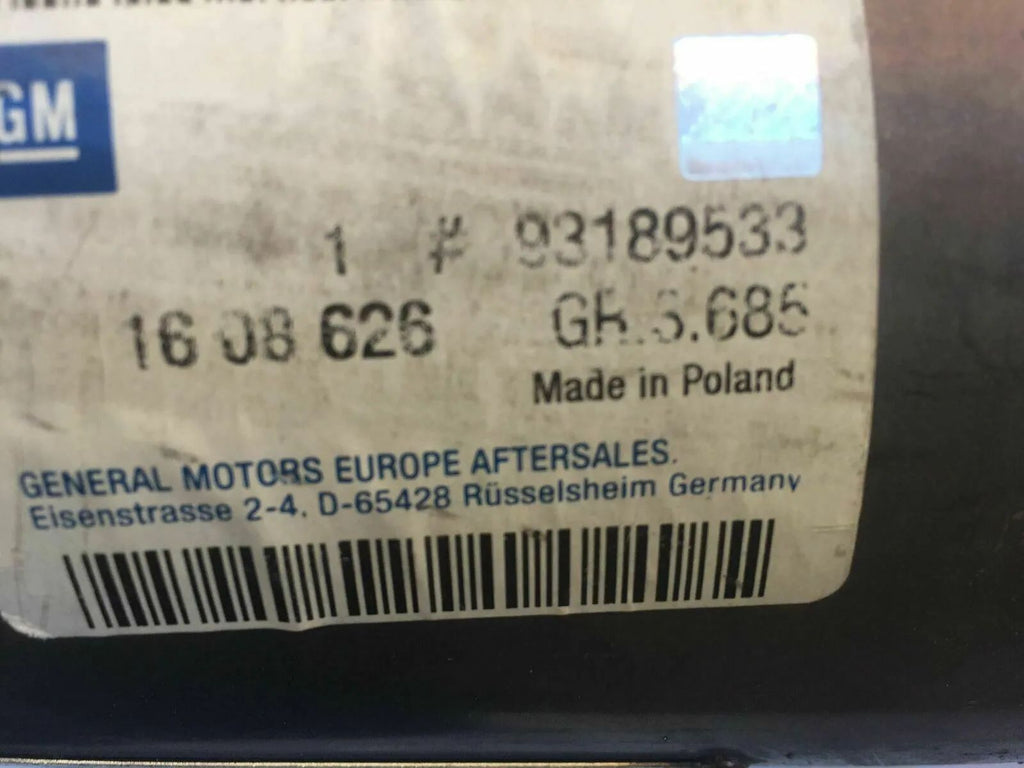 GM
1 # 93189533
16 08 626 GR.6.685
Made in Poland
GENERAL MOTORS EUROPE AFTERSALES.
Eisenstrasse 2-4. D-65428 Rüsselsheim Germany